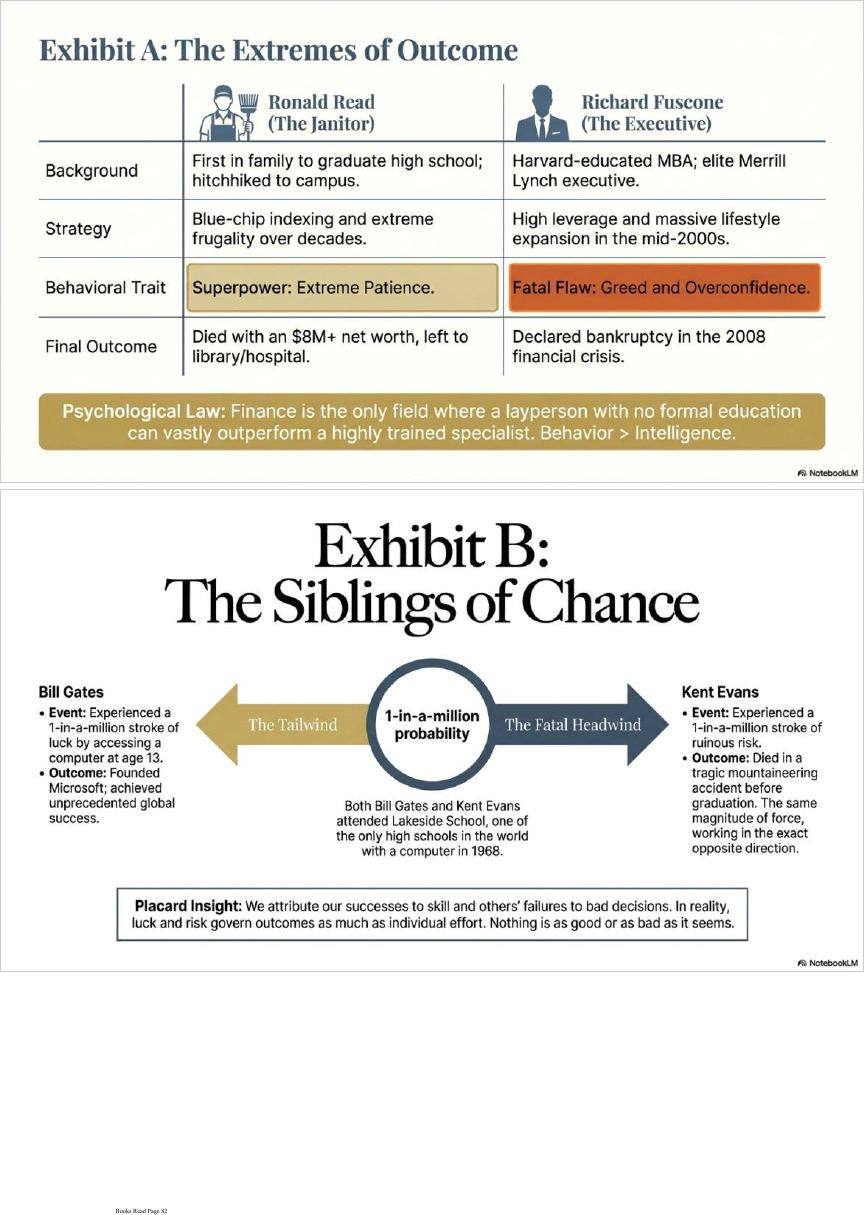 Exhibit A: The Extremes of Outcome
Ronald Read
(The Janitor)
Richard Fuscone
(The Executive)
Background
First in family to graduate high school;
hitchhiked to campus.
Harvard-educated MBA; elite Merrill
Lynch executive.
Strategy
Blue-chip indexing and extreme
frugality over decades.
High leverage and massive lifestyle
expansion in the mid-2000s.
Behavioral Trait
Superpower: Extreme Patience.
Fatal Flaw: Greed and Overconfidence.
Final Outcome
Died with an $8M+ net worth, left to
library/hospital.
Declared bankruptcy in the 2008
financial crisis.
Psychological Law: Finance is the only field where a layperson with no formal education
can vastly outperform a highly trained specialist. Behavior > Intelligence.
NotebookLM
Exhibit B:
The Siblings of Chance
Bill Gates
• Event: Experienced a
1-in-a-million stroke of
luck by accessing a
computer at age 13.
• Outcome: Founded
Microsoft; achieved
unprecedented global
success.
The Tailwind
1-in-a-million
probability
The Fatal Headwind
Both Bill Gates and Kent Evans
attended Lakeside School, one of
the only high schools in the world
with a computer in 1968.
Kent Evans
• Event: Experienced a
1-in-a-million stroke of
ruinous risk.
• Outcome: Died in a
tragic mountaineering
accident before
graduation. The same
magnitude of force,
working in the exact
opposite direction.
Placard Insight: We attribute our successes to skill and others' failures to bad decisions. In reality,
luck and risk govern outcomes as much as individual effort. Nothing is as good or as bad as it seems.
NotebookLM
Books Read Page 82